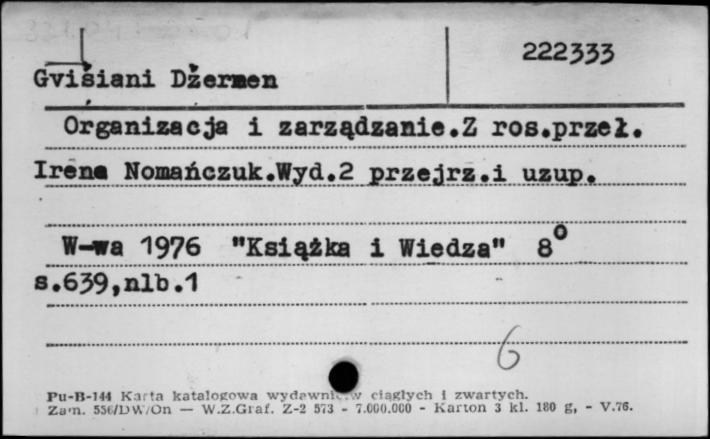 222333
Gvišiani Džermen
Organizacja i zarządzanie.Z ros.przeł.
Irena Nomańczuk.Wyd.2 przejrz.i uzup.
W-wa 1976 "Książka i Wiedza" 8°
s.639,nlb.1
6
Pu-B-144 Karta katalogowa wydawnictw ciągłych i zwartych.
Zam. 556/DW/On — W.Z.Graf. Z-2 573 - 7.000.000 - Karton 3 kl. 180 g, - V.76.